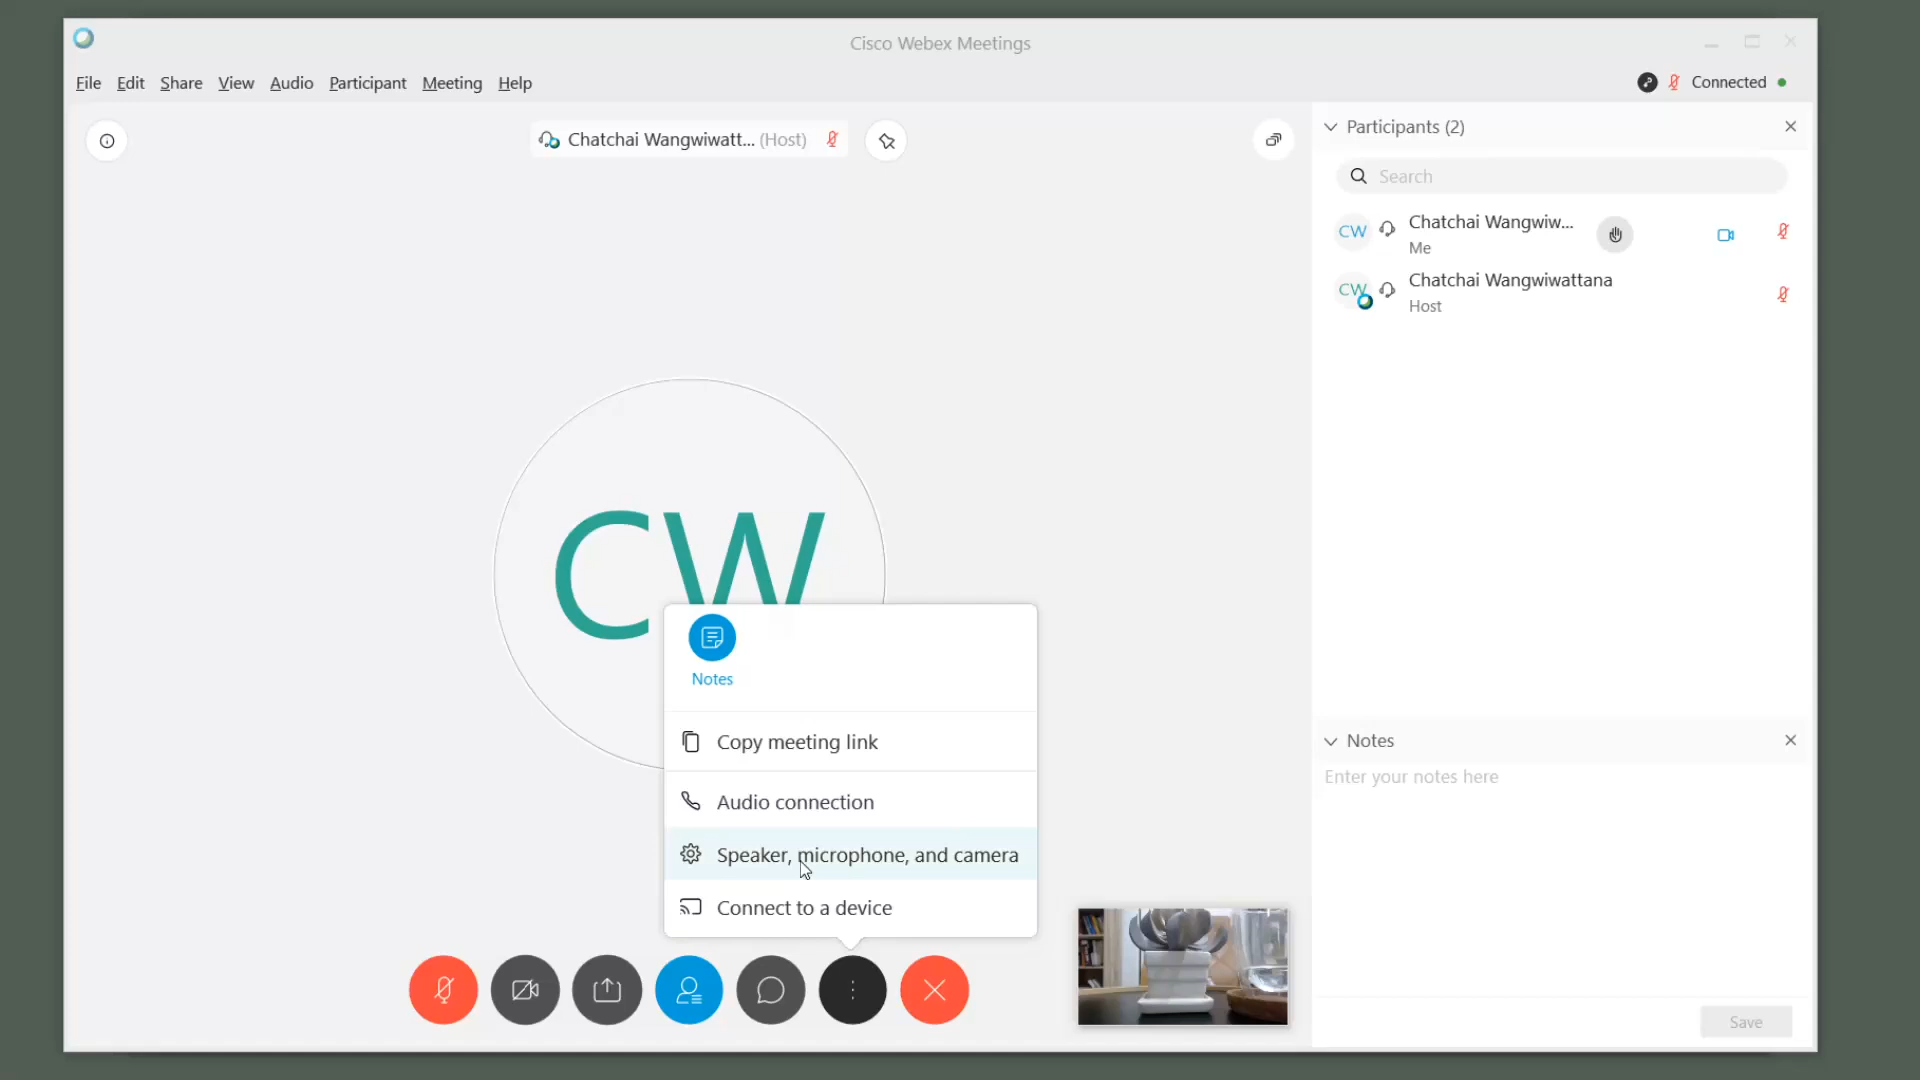 Cisco Webex Meetings
File Edit Share View Audio Participant Meeting Help
Connected
Chatchai Wangwiwatt... (Host)
Participants (2)
Search
CW
Chatchai Wangwiw...
Me
CW
Chatchai Wangwiwattana
Host
CW
Notes
Copy meeting link
Audio connection
Speaker, microphone, and camera
Connect to a device
Notes
Enter your notes here
Save